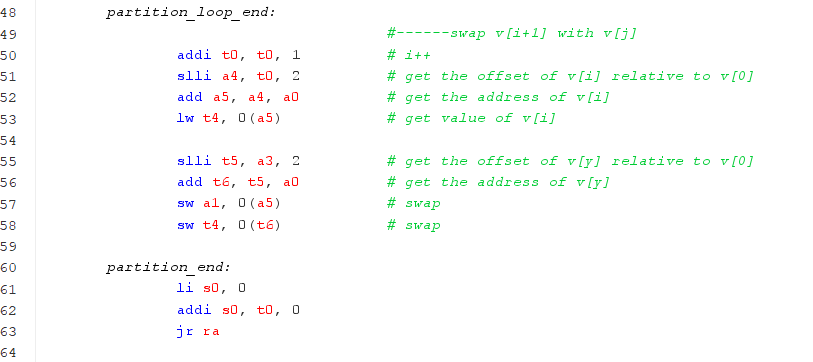 48 partition_loop_end:
49 #------swap v[i+1] with v[j]
50 addi t0, t0, 1 # i++
51 slli a4, t0, 2 # get the offset of v[i] relative to v[0]
52 add a5, a4, a0 # get the address of v[i]
53 lw t4, 0(a5) # get value of v[i]
54
55 slli t5, a3, 2 # get the offset of v[y] relative to v[0]
56 add t6, t5, a0 # get the address of v[y]
57 sw a1, 0(a5) # swap
58 sw t4, 0(t6) # swap
59
60 partition_end:
61 li s0, 0
62 addi s0, t0, 0
63 jr ra
64